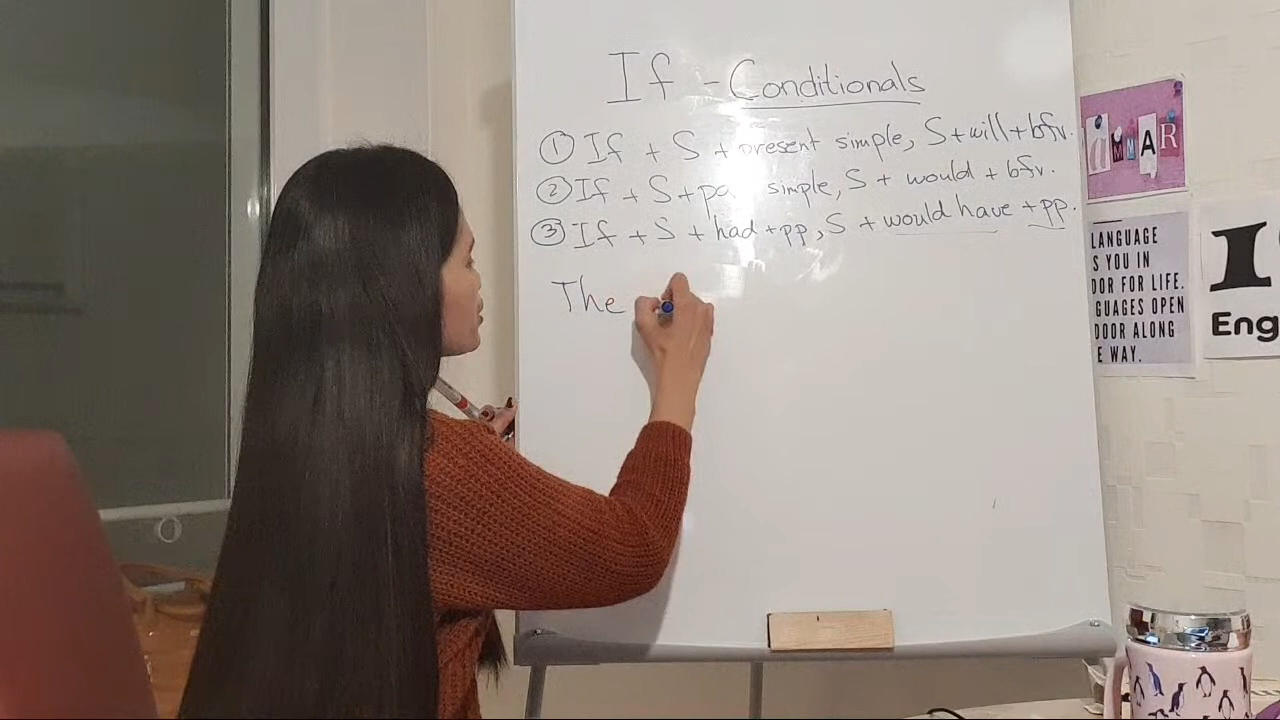 If - Conditionals
① If + S + present simple, S + will + bfv.
② If + S + pa simple, S + would + bfv.
③ If + S + had + pp, S + would have + pp.
The
MAR
LANGUAGE
S YOU IN
DOR FOR LIFE.
GUAGES OPEN
DOOR ALONG
E WAY.
I
Eng